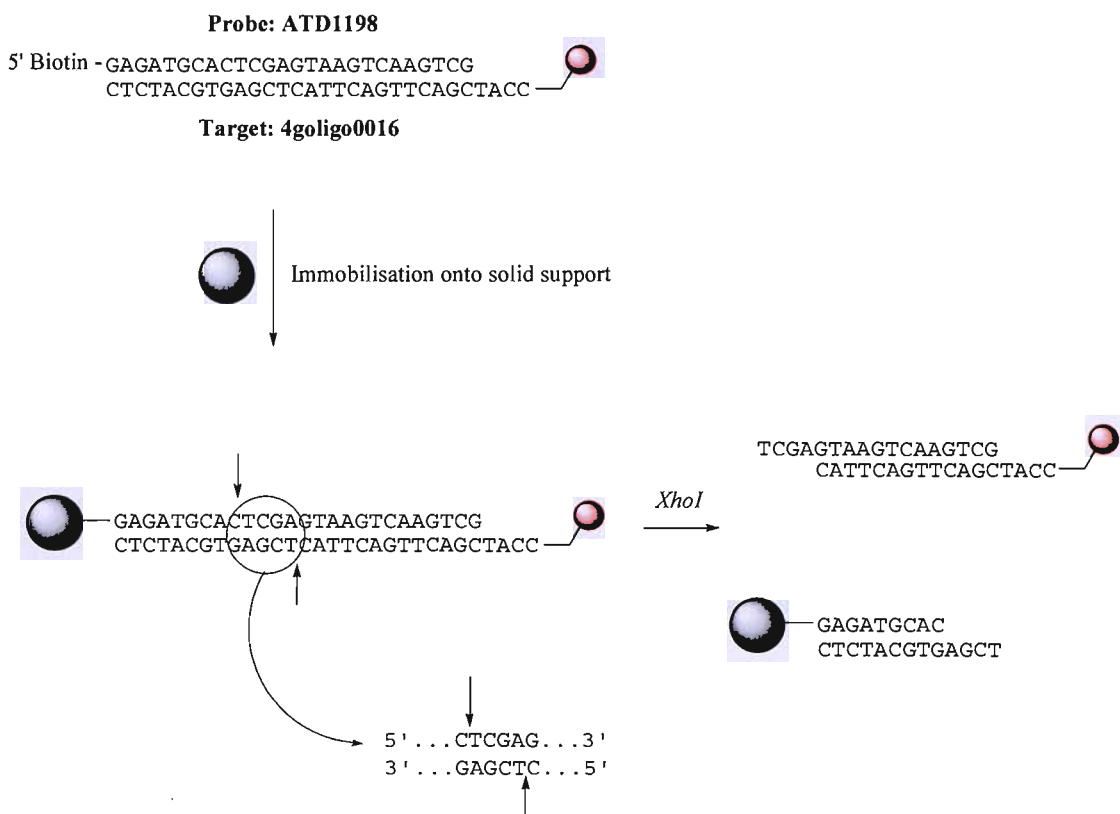 Probe: ATD1198
5' Biotin - GAGATGCACTCGAGTAAGTCAAGTCG
CTCTACGTGAGCTCATTCAGTTCAGCTACC
Target: 4goligo0016
Immobilisation onto solid support
TCGAGTAAGTCAAGTCG
CATTCAGTTCAGCTACC
GAGATGCACTCGAGTAAGTCAAGTCG
CTCTACGTGAGCTCATTCAGTTCAGCTACC
XhoI
GAGATGCAC
CTCTACGTGAGCT
5'...CTCGAG...3'
3'...GAGCTC...5'